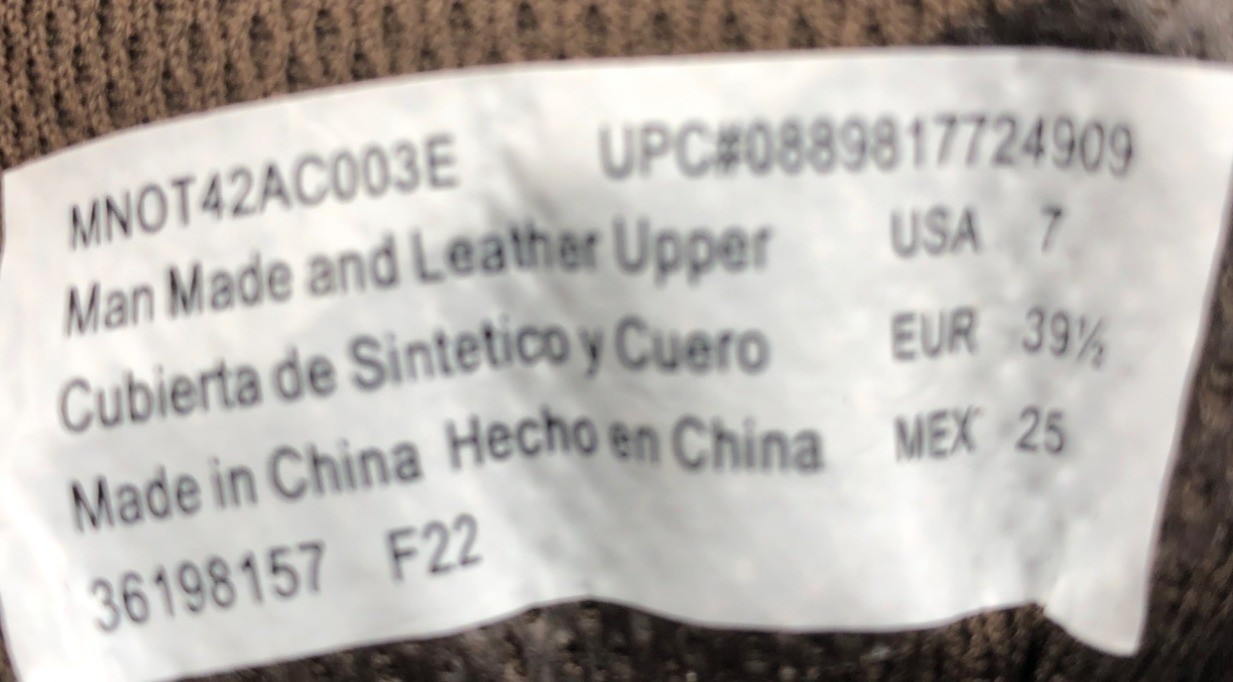 MNOT42AC003E UPC#0889817724909
Man Made and Leather Upper USA 7
Cubierta de Sintetico y Cuero EUR 39½
Made in China Hecho en China MEX 25
36198157 F22